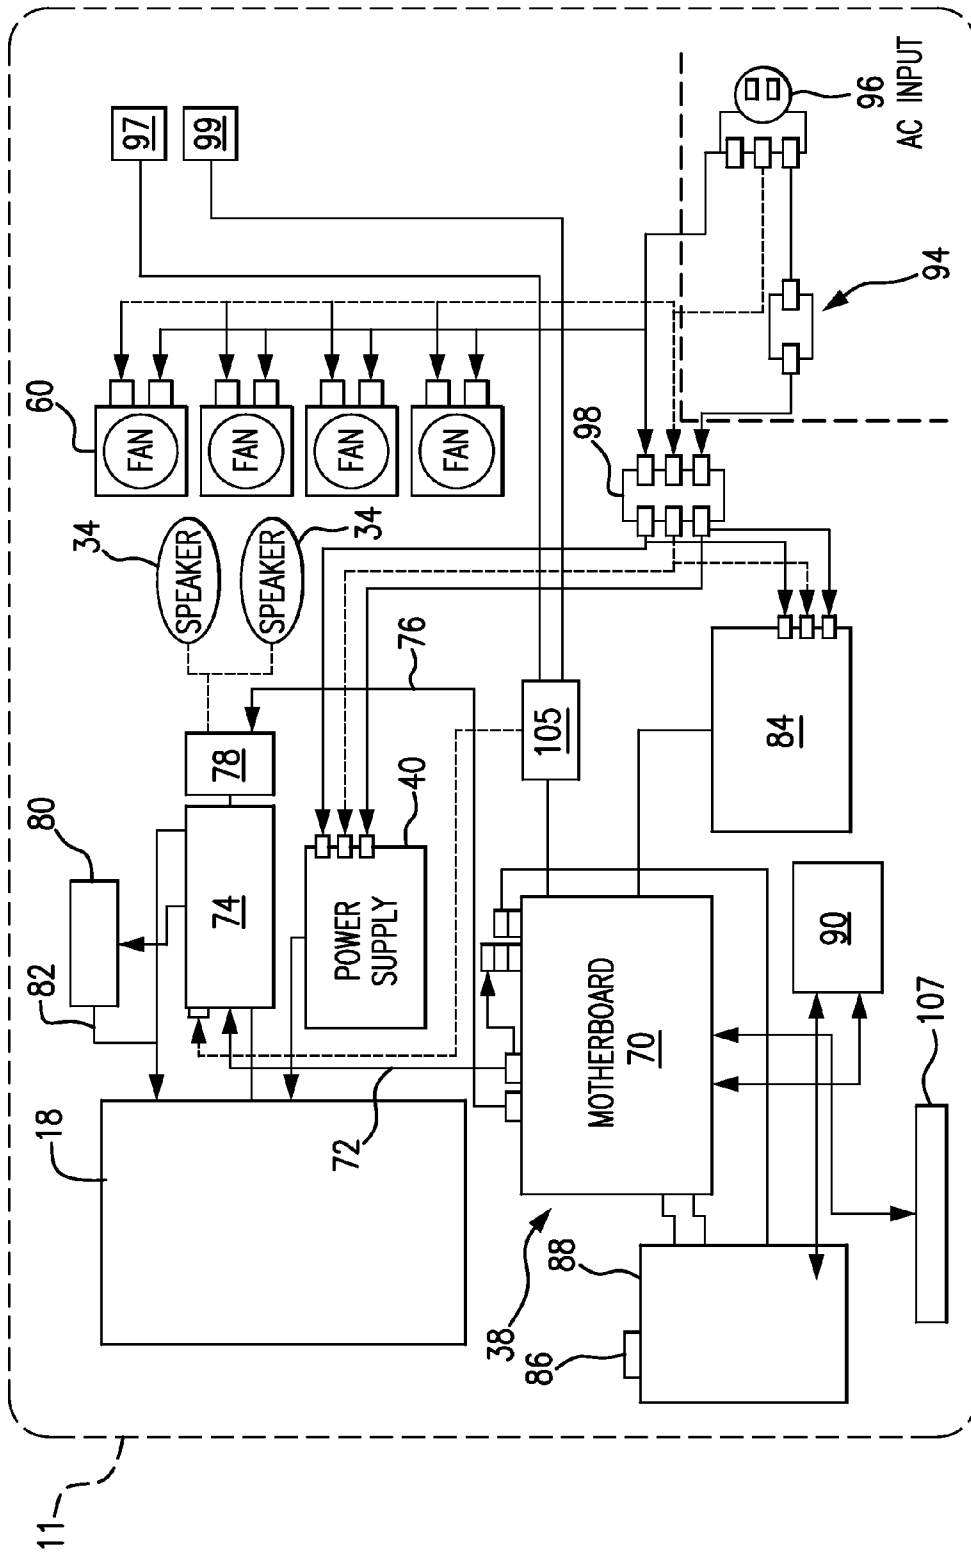 11
18
82
80
74
78
34
SPEAKER
SPEAKER
34
60
FAN
FAN
FAN
FAN
97
99
72
POWER
SUPPLY
40
76
38
MOTHERBOARD
70
105
98
94
96
AC INPUT
86
88
90
84
107